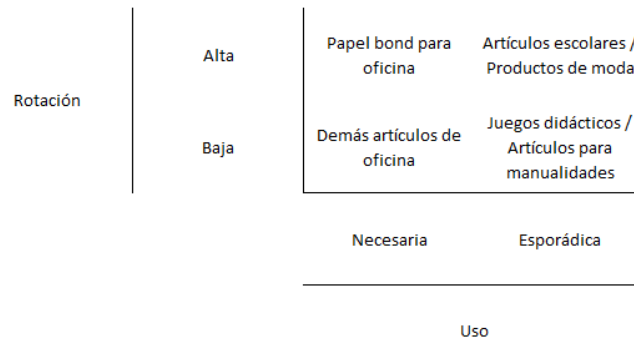 Alta
Papel bond para
oficina
Artículos escolares /
Productos de moda
Rotación
Baja
Demás artículos de
oficina
Juegos didácticos /
Artículos para
manualidades
Necesaria
Esporádica
Uso